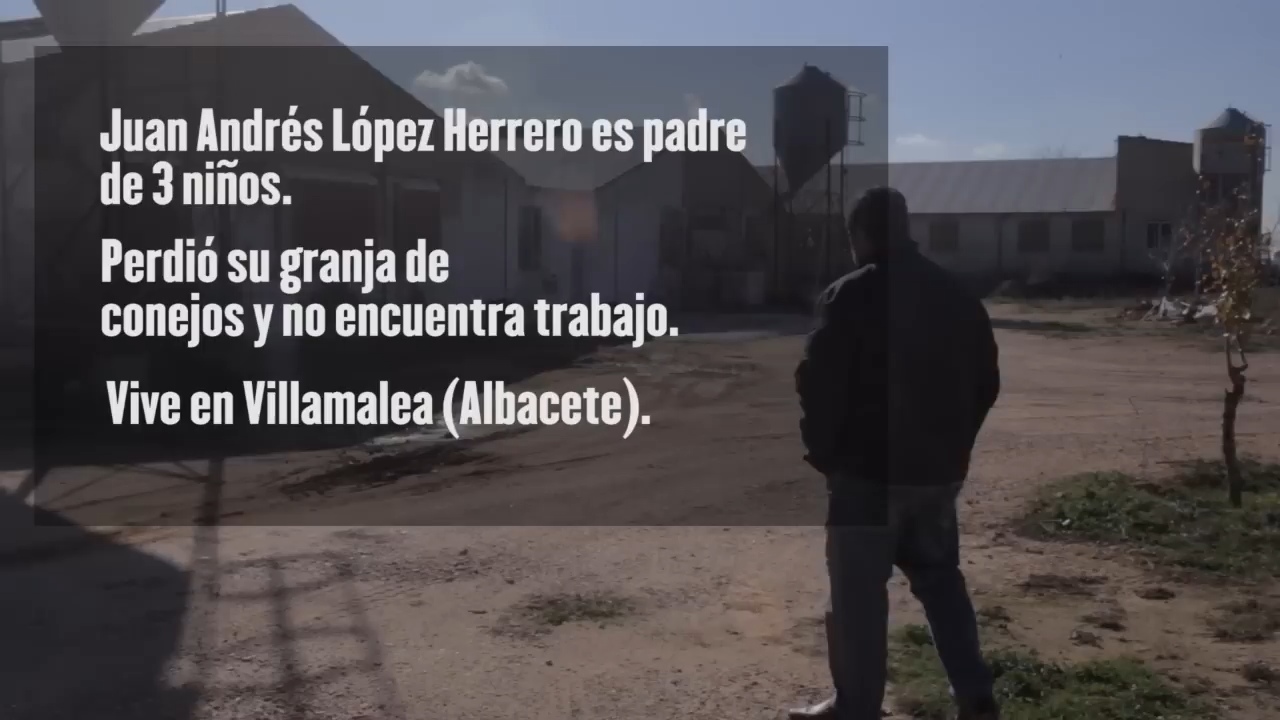 Juan Andrés López Herrero es padre
de 3 niños.
Perdió su granja de
conejos y no encuentra trabajo.
Vive en Villamalea (Albacete).